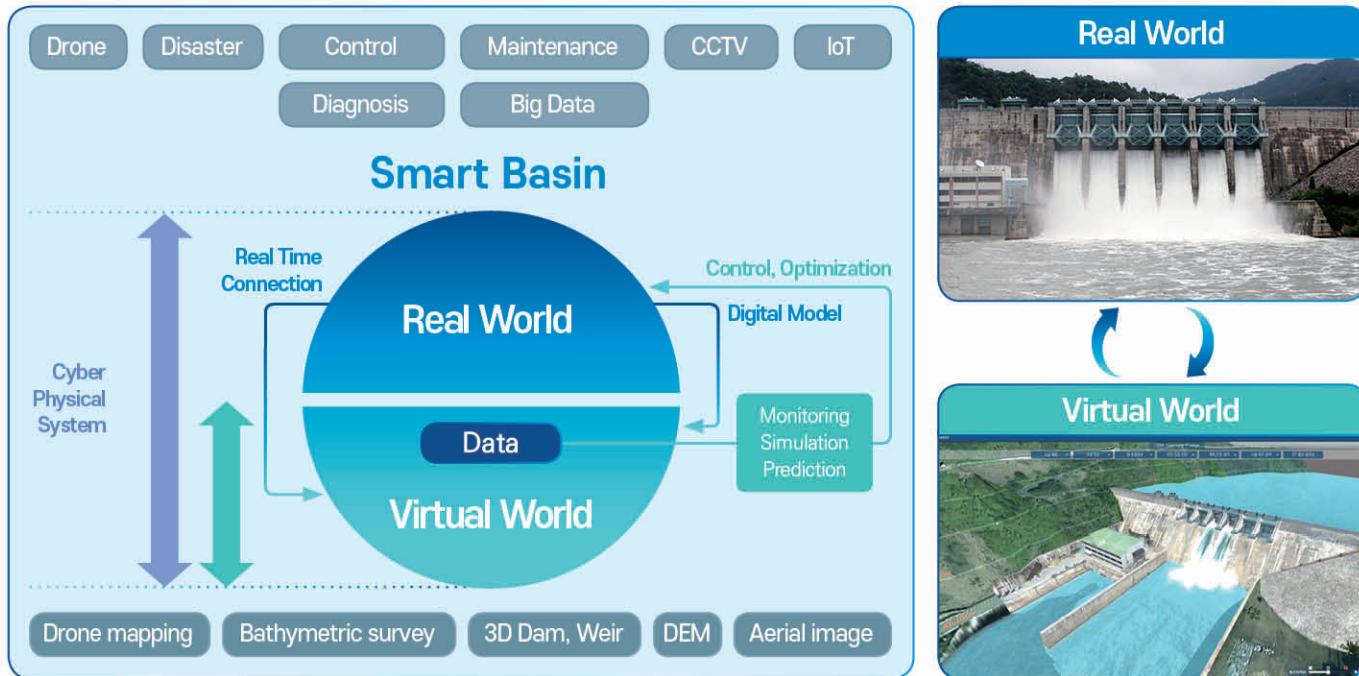 Drone
Disaster
Control
Maintenance
CCTV
IoT
Diagnosis
Big Data
Smart Basin
Real Time
Connection
Control, Optimization
Real World
Digital Model
Cyber
Physical
System
Data
Monitoring
Simulation
Prediction
Virtual World
Drone mapping
Bathymetric survey
3D Dam, Weir
DEM
Aerial image
Real World
Virtual World